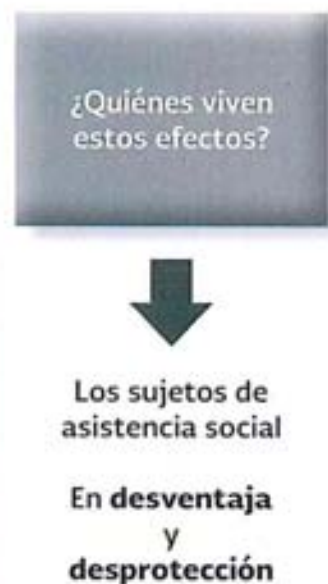 ¿Quiénes viven
estos efectos?
Los sujetos de
asistencia social
En desventaja
y
desprotección